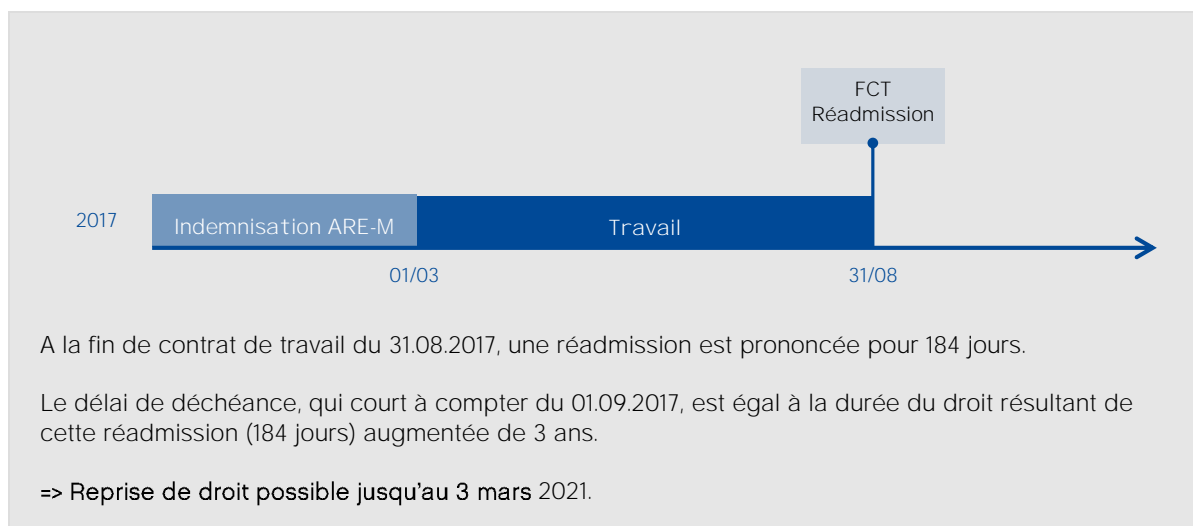 FCT
Réadmission
2017
Indemnisation ARE-M
Travail
01/03
31/08
A la fin de contrat de travail du 31.08.2017, une réadmission est prononcée pour 184 jours.
Le délai de déchéance, qui court à compter du 01.09.2017, est égal à la durée du droit résultant de
cette réadmission (184 jours) augmentée de 3 ans.
=> Reprise de droit possible jusqu'au 3 mars 2021.